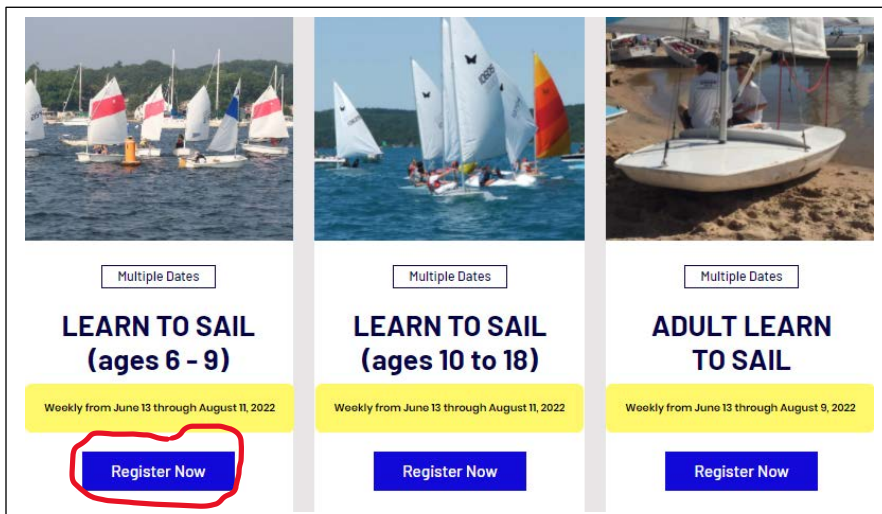 Multiple Dates
LEARN TO SAIL
(ages 6 - 9)
Weekly from June 13 through August 11, 2022
Register Now
Multiple Dates
LEARN TO SAIL
(ages 10 to 18)
Weekly from June 13 through August 11, 2022
Register Now
Multiple Dates
ADULT LEARN
TO SAIL
Weekly from June 13 through August 9, 2022
Register Now